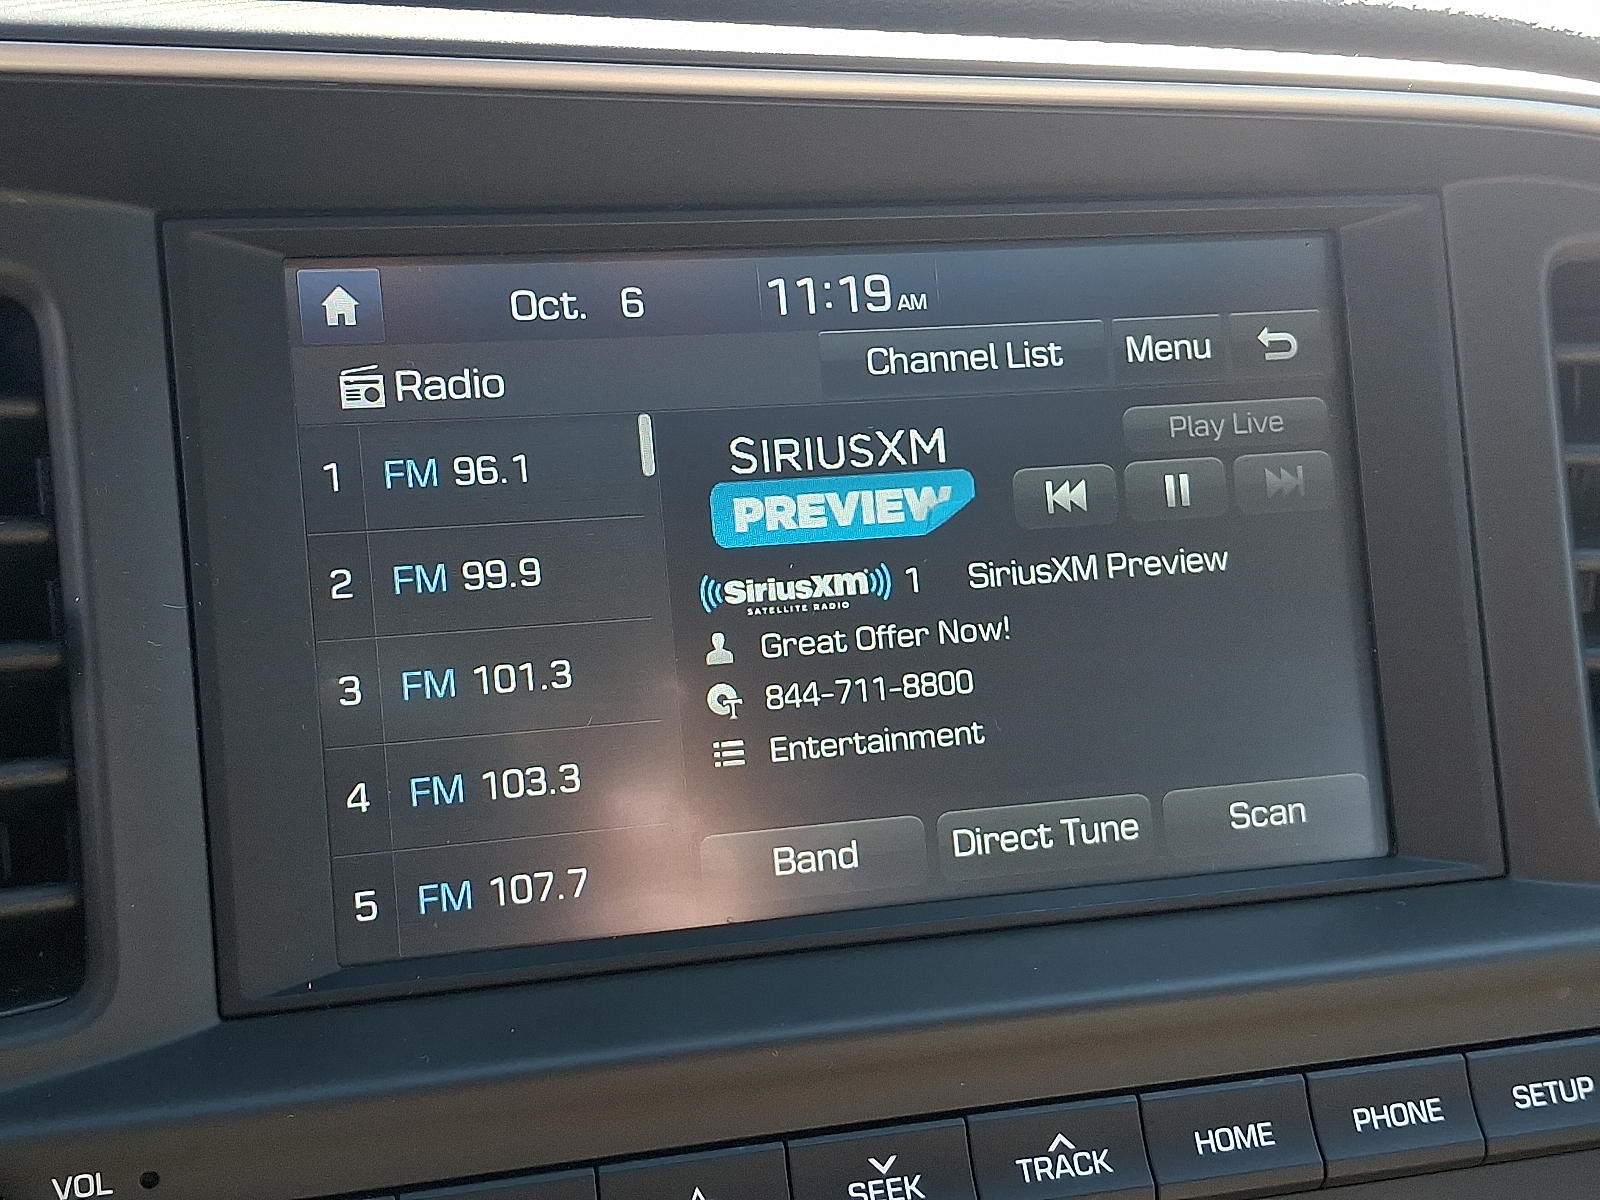 Oct. 6 11:19 AM
Radio
Channel List
Menu
1 FM 96.1
2 FM 99.9
3 FM 101.3
4 FM 103.3
5 FM 107.7
SIRIUSXM
PREVIEW
Play Live
SiriusXM 1 SiriusXM Preview
SATELLITE RADIO
Great Offer Now!
844-711-8800
Entertainment
Band
Direct Tune
Scan
VOL
SEEK
TRACK
HOME
PHONE
SETUP